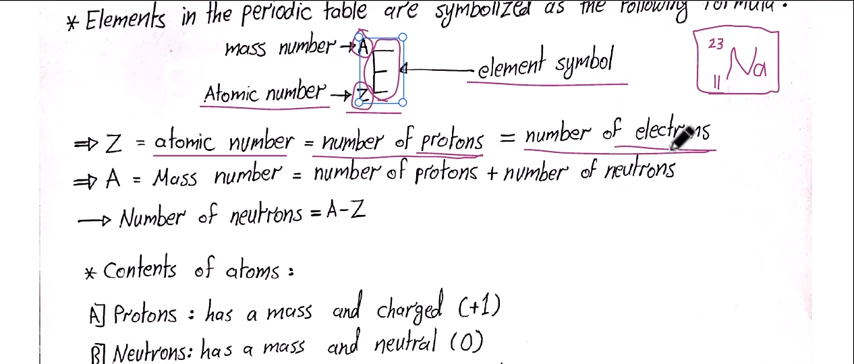 * Elements in the periodic table are symbolized as the following formula:
mass number → A
E ← element symbol
Atomic number → Z
23
11 Na
⇒ Z = atomic number = number of protons = number of electrons
⇒ A = Mass number = number of protons + number of neutrons
→ Number of neutrons = A-Z
* Contents of atoms :
A] Protons : has a mass and charged (+1)
B] Neutrons: has a mass and neutral (0)